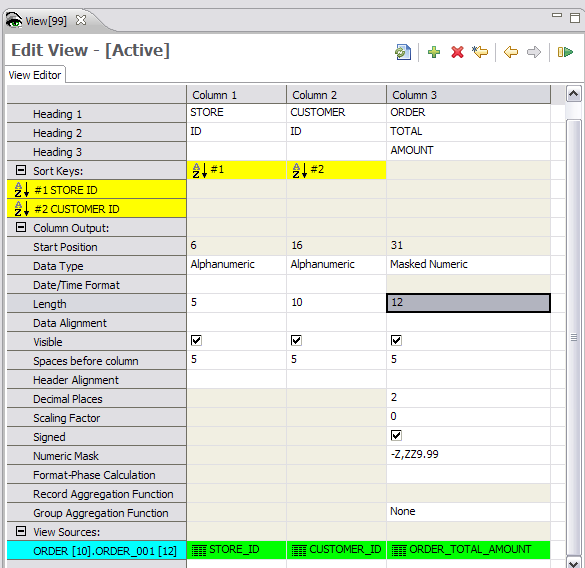 View[99]
Edit View - [Active]
View Editor
Column 1 Column 2 Column 3
Heading 1 STORE CUSTOMER ORDER
Heading 2 ID ID TOTAL
Heading 3 AMOUNT
Sort Keys: #1 #2
#1 STORE ID
#2 CUSTOMER ID
Column Output:
Start Position 6 16 31
Data Type Alphanumeric Alphanumeric Masked Numeric
Date/Time Format
Length 5 10 12
Data Alignment
Visible
Spaces before column 5 5 5
Header Alignment
Decimal Places 2
Scaling Factor 0
Signed
Numeric Mask -Z,ZZ9.99
Format-Phase Calculation
Record Aggregation Function
Group Aggregation Function None
View Sources:
ORDER [10].ORDER_001 [12] STORE_ID CUSTOMER_ID ORDER_TOTAL_AMOUNT